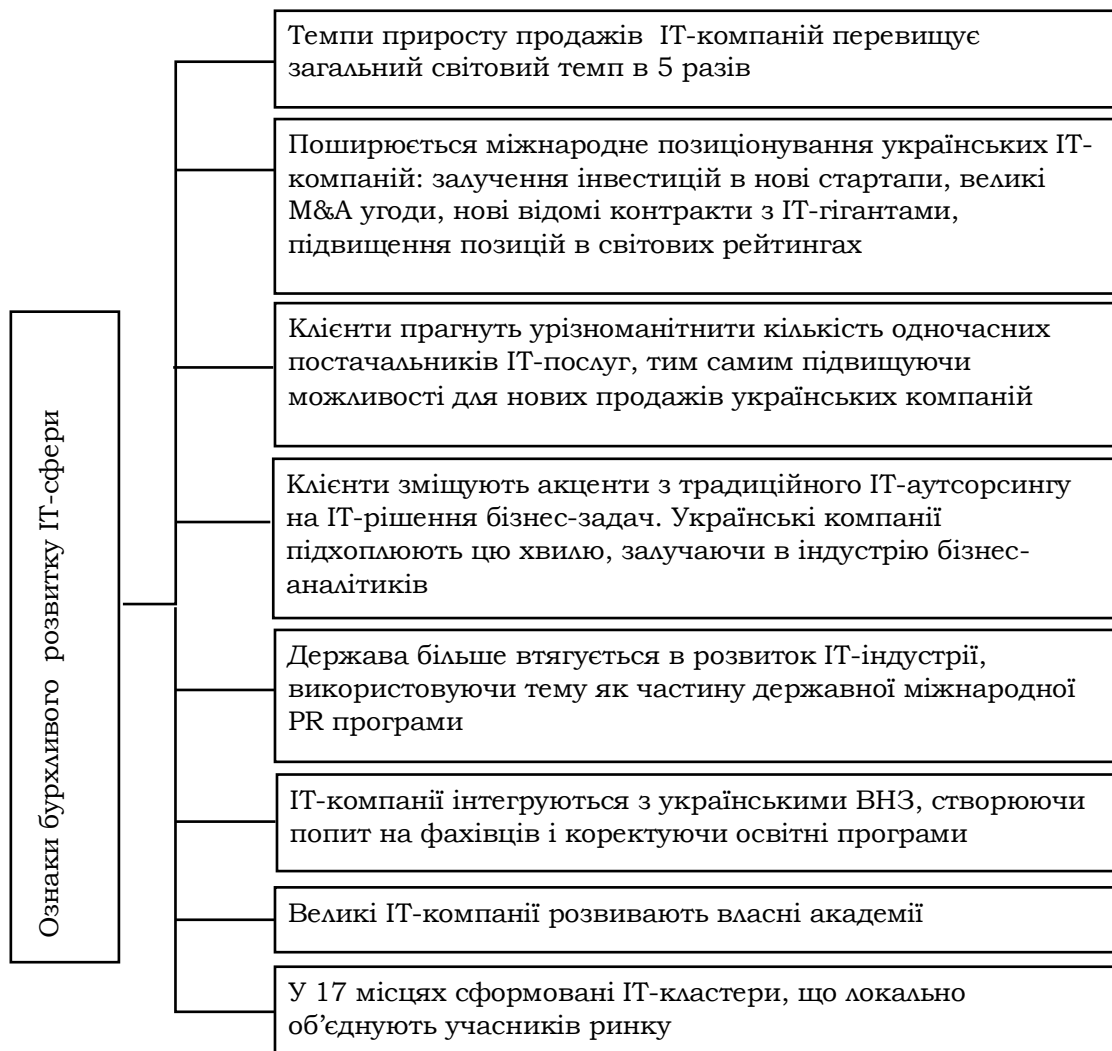 Темпи приросту продажів ІТ-компаній перевищує
загальний світовий темп в 5 разів
Поширюється міжнародне позиціонування українських ІТ-
компаній: залучення інвестицій в нові стартапи, великі
M&A угоди, нові відомі контракти з ІТ-гігантами,
підвищення позицій в світових рейтингах
Клієнти прагнуть урізноманітнити кількість одночасних
постачальників ІТ-послуг, тим самим підвищуючи
можливості для нових продажів українських компаній
Клієнти зміщують акценти з традиційного ІТ-аутсорсингу
на ІТ-рішення бізнес-задач. Українські компанії
підхоплюють цю хвилю, залучаючи в індустрію бізнес-
аналітиків
Держава більше втягується в розвиток ІТ-індустрії,
використовуючи тему як частину державної міжнародної
PR програми
ІТ-компанії інтегруються з українськими ВНЗ, створюючи
попит на фахівців і коректуючи освітні програми
Великі ІТ-компанії розвивають власні академії
У 17 місцях сформовані ІТ-кластери, що локально
об’єднують учасників ринку
Ознаки бурхливого розвитку ІТ-сфери